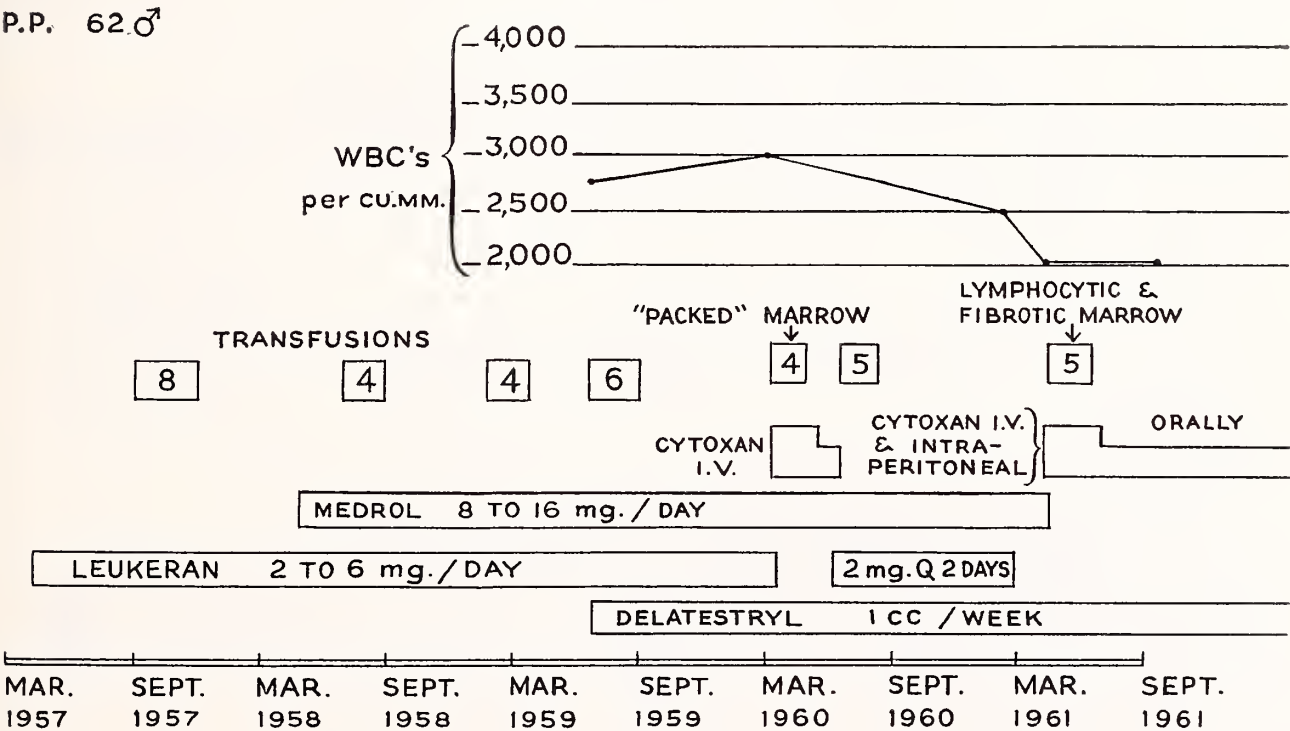 P.P. 62 ♂
4,000
3,500
3,000
2,500
2,000
WBC's
per CU.MM.
"PACKED" MARROW
LYMPHOCYTIC &
FIBROTIC MARROW
TRANSFUSIONS
8
4
4
6
4
5
5
CYTOXAN
I.V.
CYTOXAN I.V.
& INTRA-
PERITONEAL
ORALLY
MEDROL 8 TO 16 mg./DAY
LEUKERAN 2 TO 6 mg./DAY
2 mg. Q 2 DAYS
DELATESTRYL 1 CC /WEEK
MAR. SEPT. MAR. SEPT. MAR. SEPT. MAR. SEPT. MAR. SEPT.
1957 1957 1958 1958 1959 1959 1960 1960 1961 1961